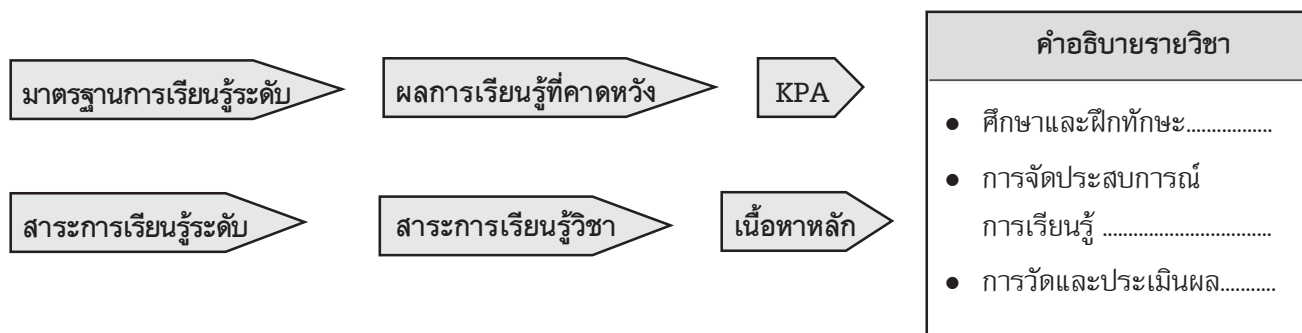 มาตรฐานการเรียนรู้ระดับ
ผลการเรียนรู้ที่คาดหวัง
KPA
สาระการเรียนรู้ระดับ
สาระการเรียนรู้วิชา
เนื้อหาหลัก
คำอธิบายรายวิชา
● ศึกษาและฝึกทักษะ.................
● การจัดประสบการณ์
การเรียนรู้ ..................................
● การวัดและประเมินผล...........